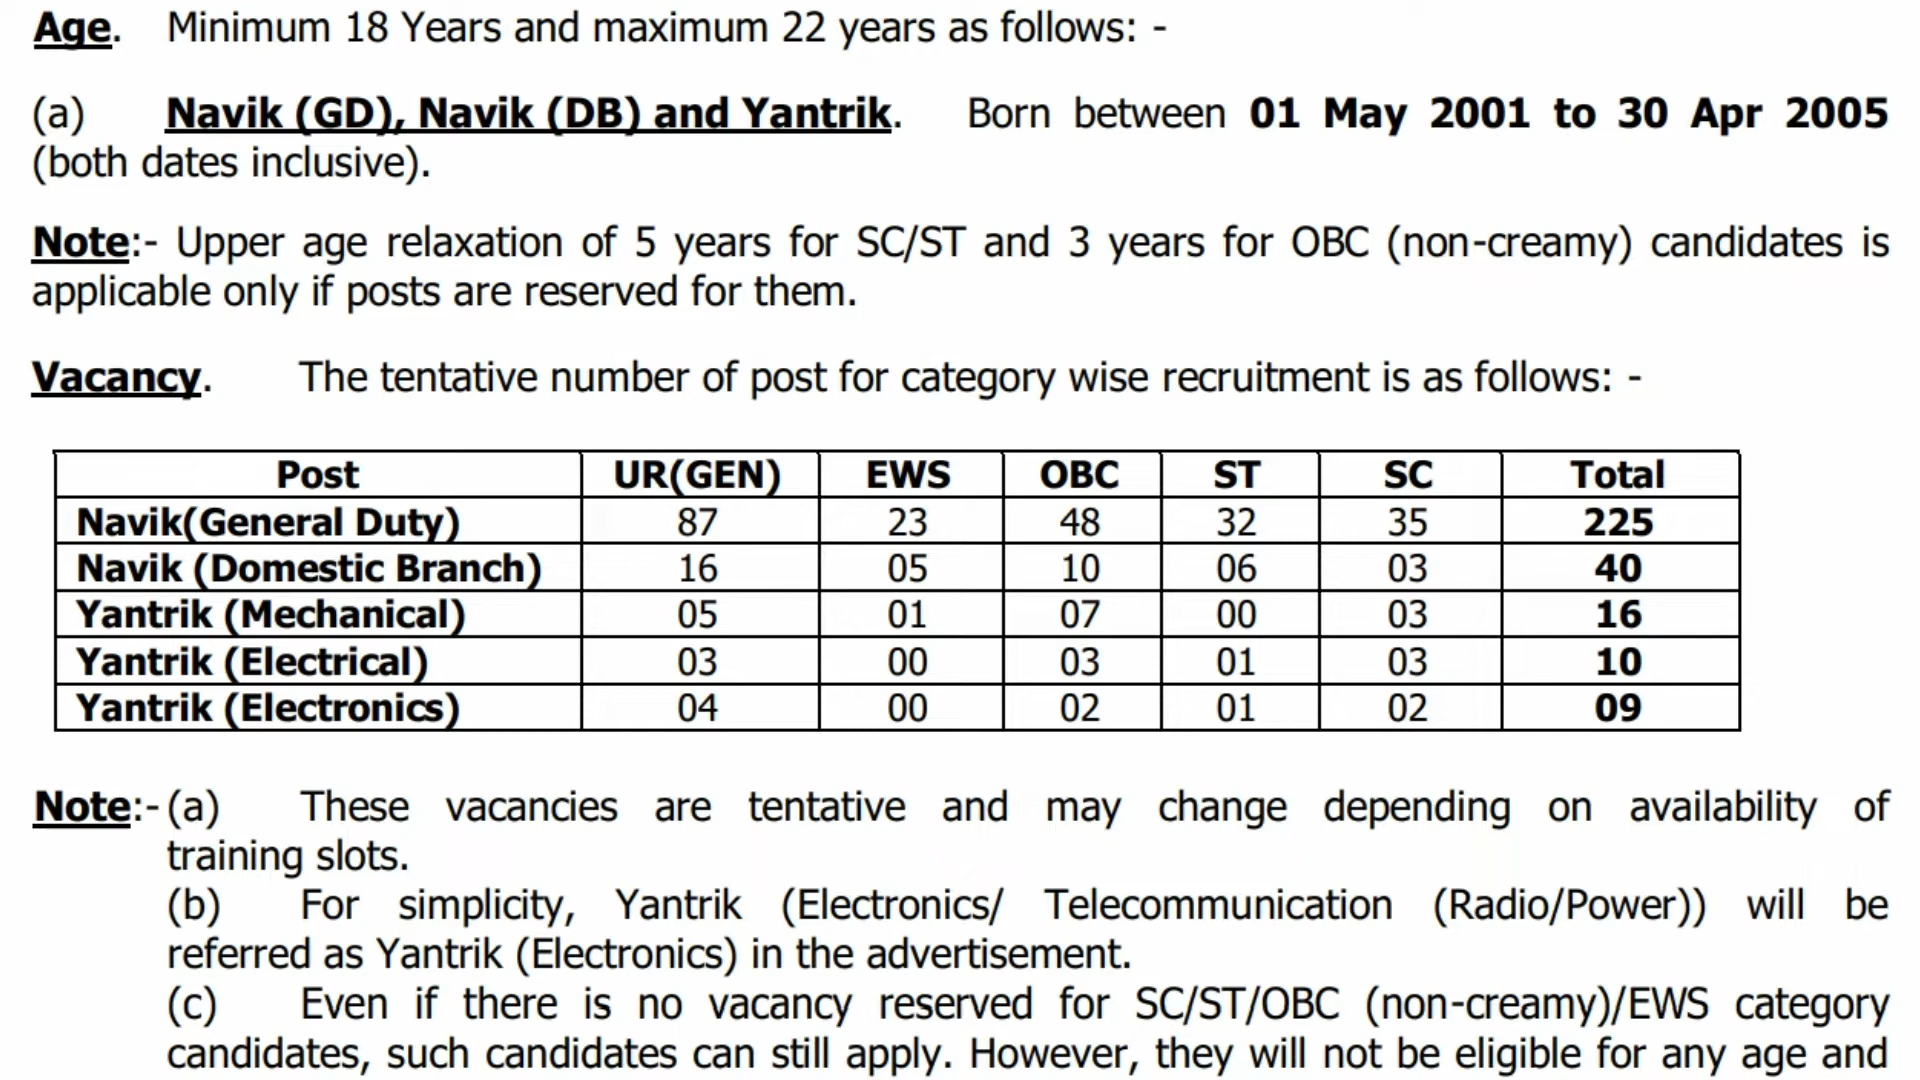 Age. Minimum 18 Years and maximum 22 years as follows: -
(a) Navik (GD), Navik (DB) and Yantrik. Born between 01 May 2001 to 30 Apr 2005
(both dates inclusive).
Note:- Upper age relaxation of 5 years for SC/ST and 3 years for OBC (non-creamy) candidates is
applicable only if posts are reserved for them.
Vacancy. The tentative number of post for category wise recruitment is as follows: -
Post UR(GEN) EWS OBC ST SC Total
Navik(General Duty) 87 23 48 32 35 225
Navik (Domestic Branch) 16 05 10 06 03 40
Yantrik (Mechanical) 05 01 07 00 03 16
Yantrik (Electrical) 03 00 03 01 03 10
Yantrik (Electronics) 04 00 02 01 02 09
Note:- (a) These vacancies are tentative and may change depending on availability of
training slots.
(b) For simplicity, Yantrik (Electronics/ Telecommunication (Radio/Power)) will be
referred as Yantrik (Electronics) in the advertisement.
(c) Even if there is no vacancy reserved for SC/ST/OBC (non-creamy)/EWS category
candidates, such candidates can still apply. However, they will not be eligible for any age and